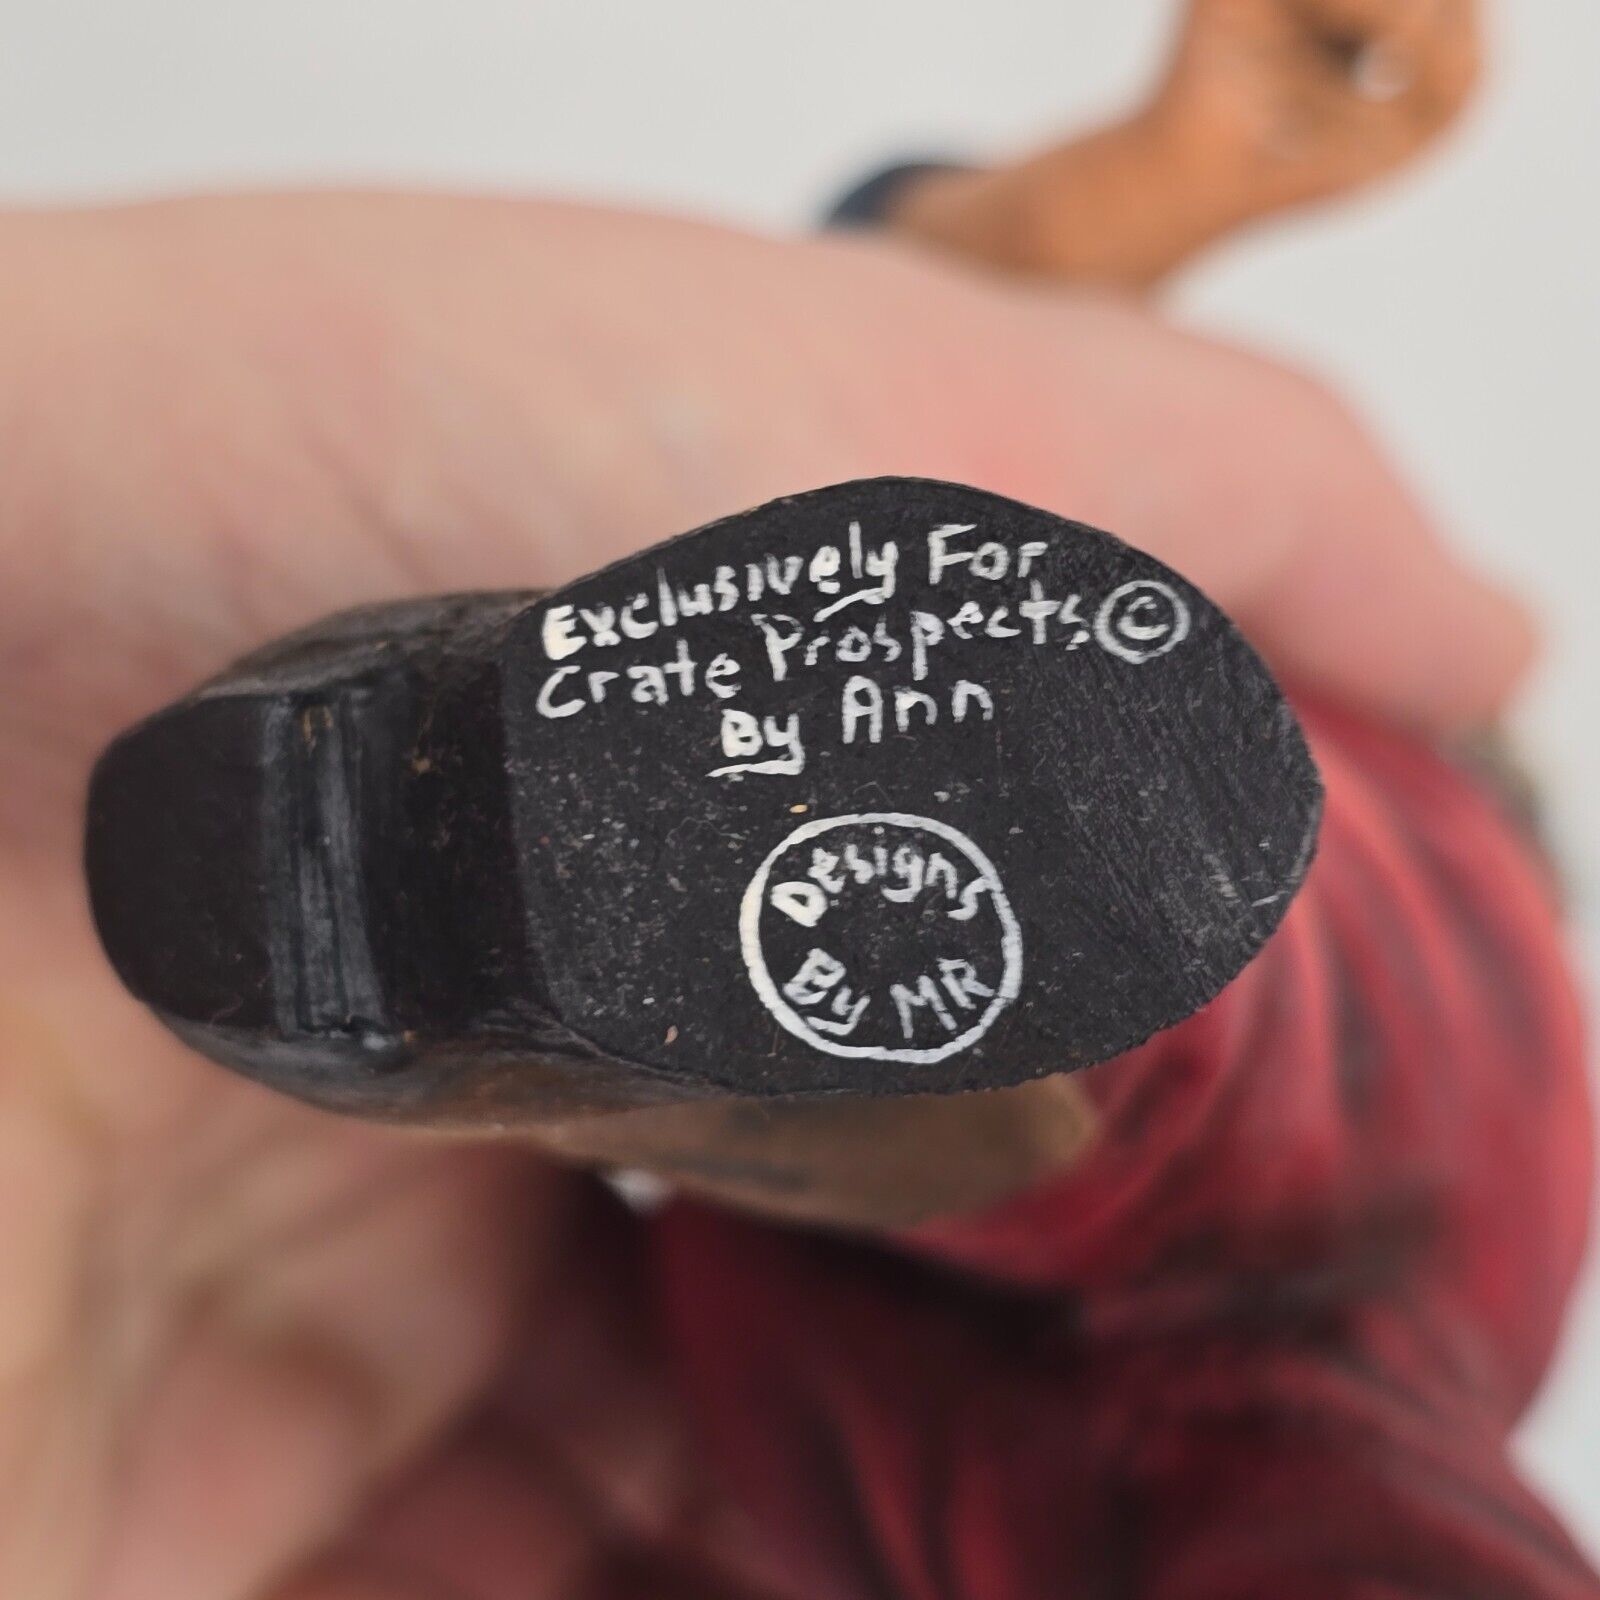 Exclusively For
Crate Prospects ©
By Ann
Designs
By MR